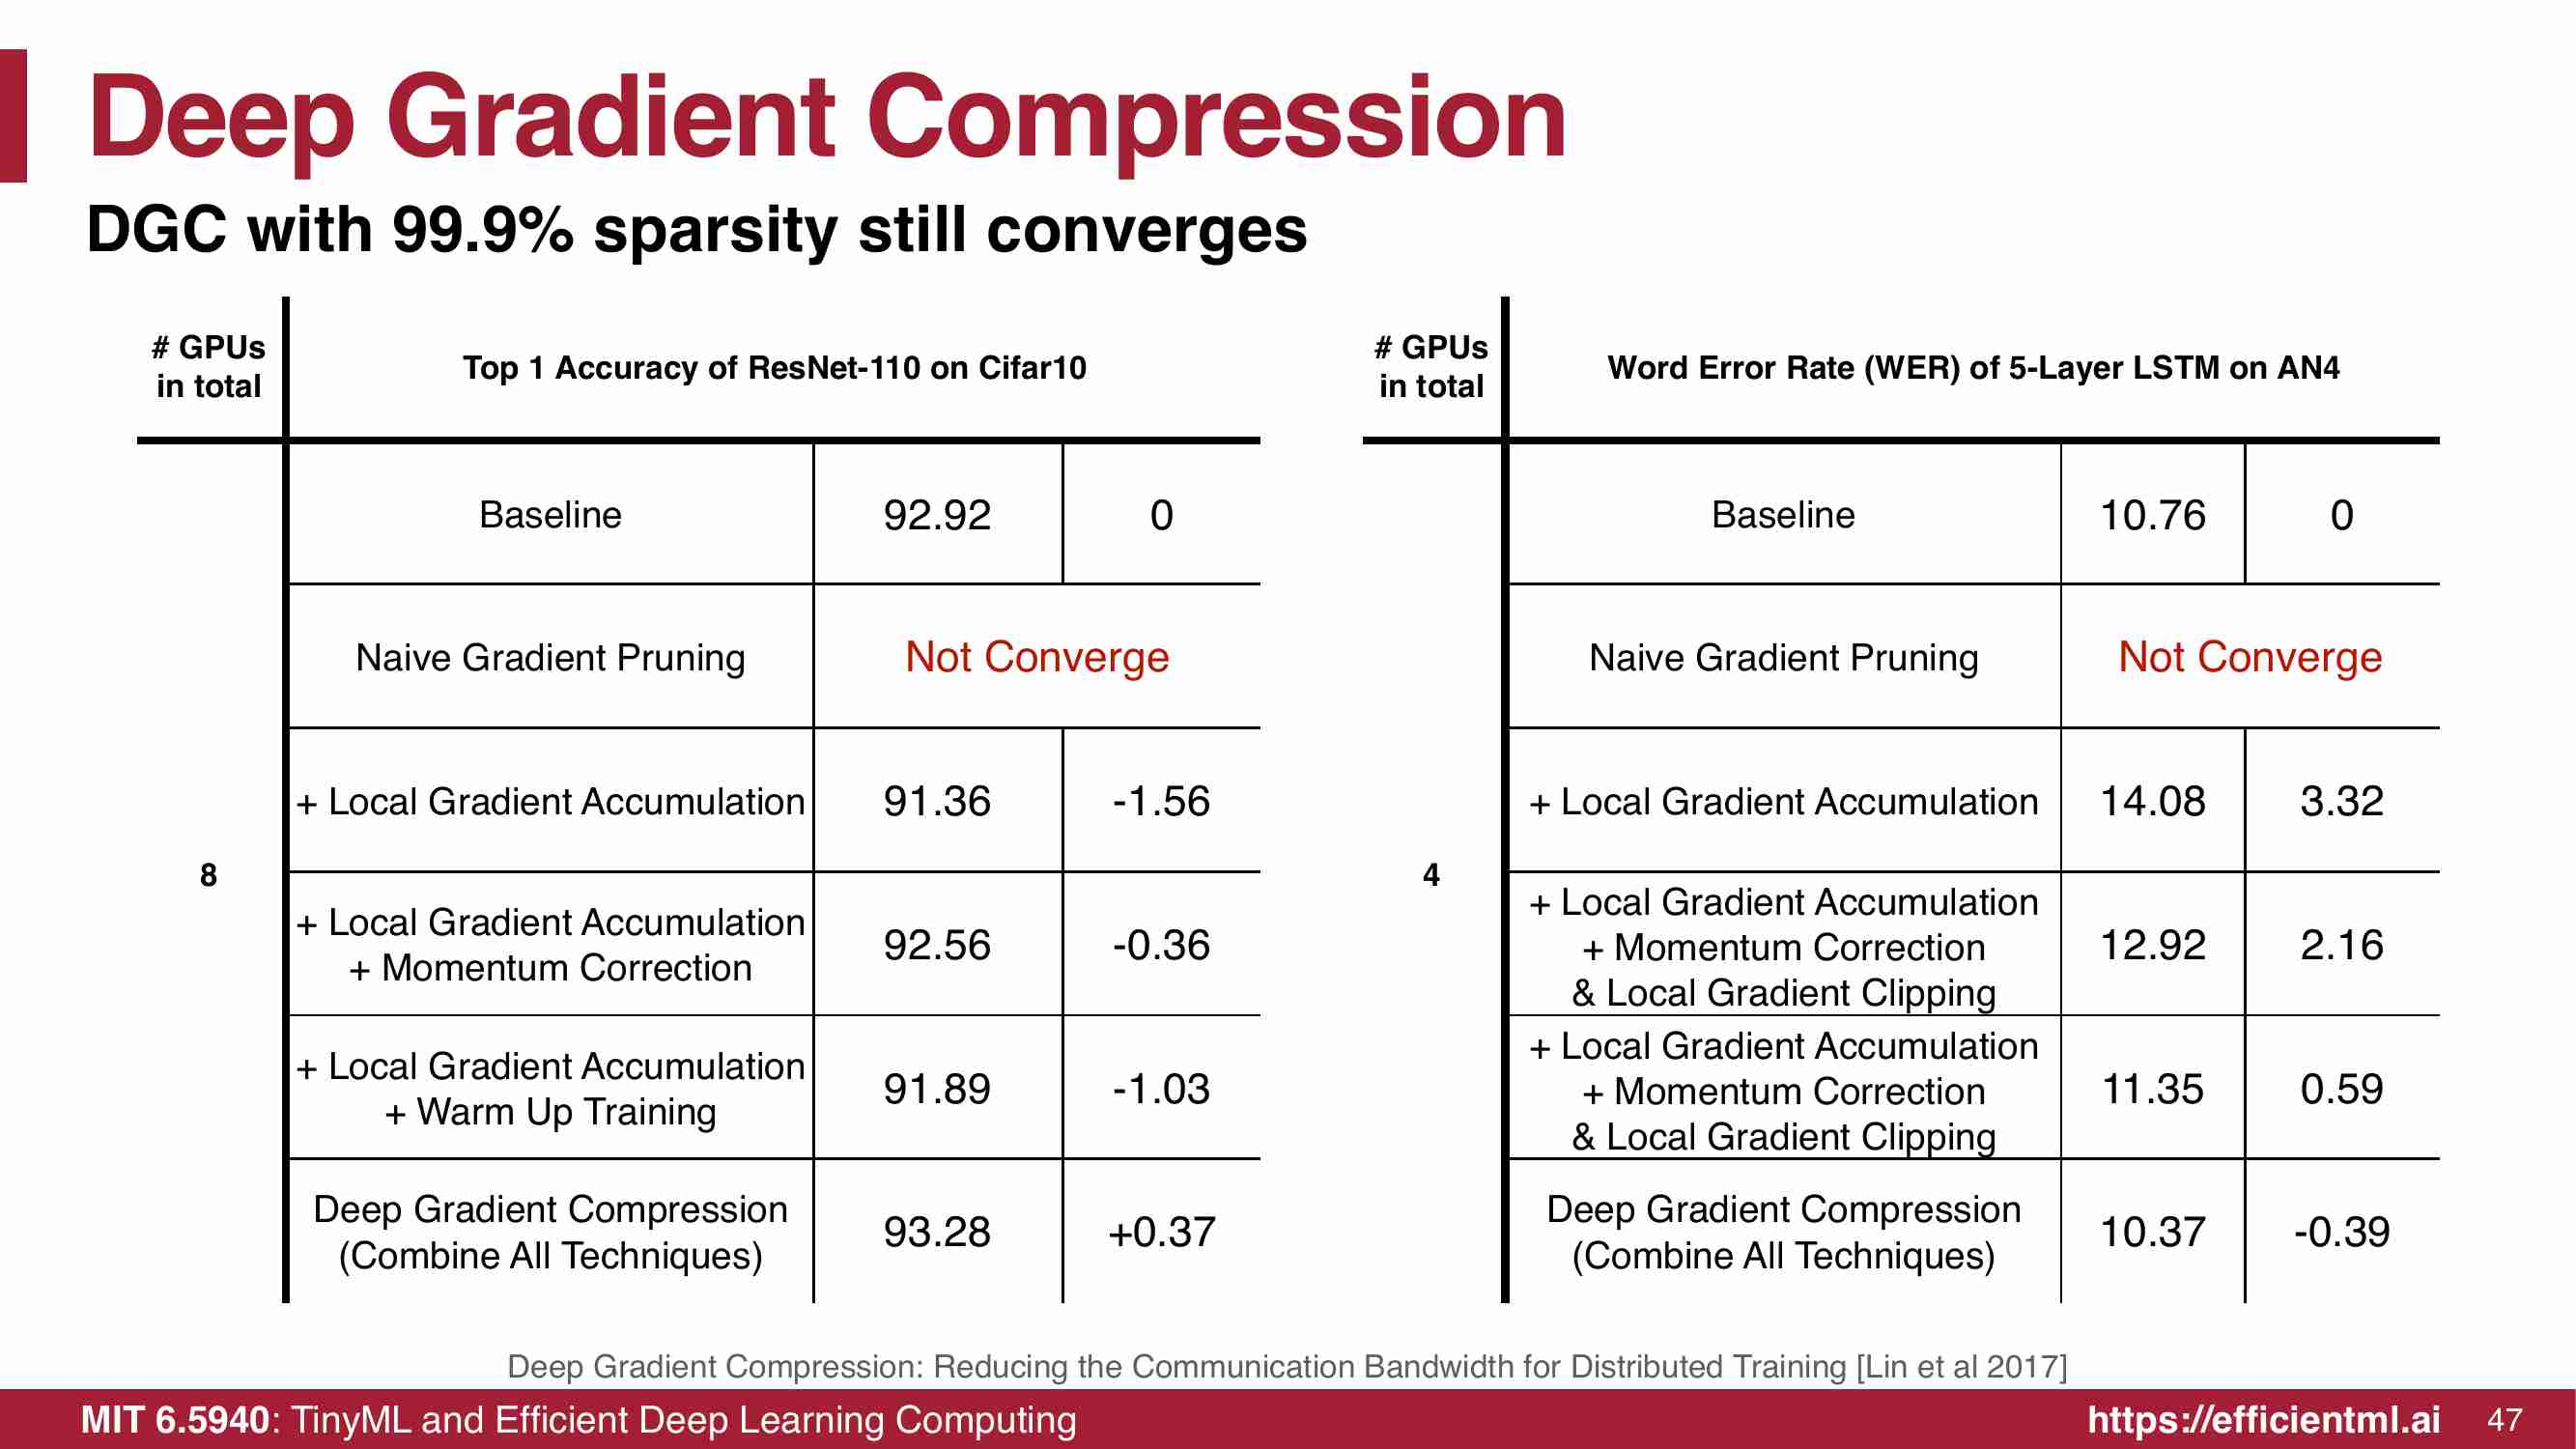 Deep Gradient Compression
DGC with 99.9% sparsity still converges
# GPUs
in total
Top 1 Accuracy of ResNet-110 on Cifar10
8
Baseline
92.92
0
Naive Gradient Pruning
Not Converge
+ Local Gradient Accumulation
91.36
-1.56
+ Local Gradient Accumulation
+ Momentum Correction
92.56
-0.36
+ Local Gradient Accumulation
+ Warm Up Training
91.89
-1.03
Deep Gradient Compression
(Combine All Techniques)
93.28
+0.37
# GPUs
in total
Word Error Rate (WER) of 5-Layer LSTM on AN4
4
Baseline
10.76
0
Naive Gradient Pruning
Not Converge
+ Local Gradient Accumulation
14.08
3.32
+ Local Gradient Accumulation
+ Momentum Correction
& Local Gradient Clipping
12.92
2.16
+ Local Gradient Accumulation
+ Momentum Correction
& Local Gradient Clipping
11.35
0.59
Deep Gradient Compression
(Combine All Techniques)
10.37
-0.39
Deep Gradient Compression: Reducing the Communication Bandwidth for Distributed Training [Lin et al 2017]
MIT 6.5940: TinyML and Efficient Deep Learning Computing
https://efficientml.ai
47